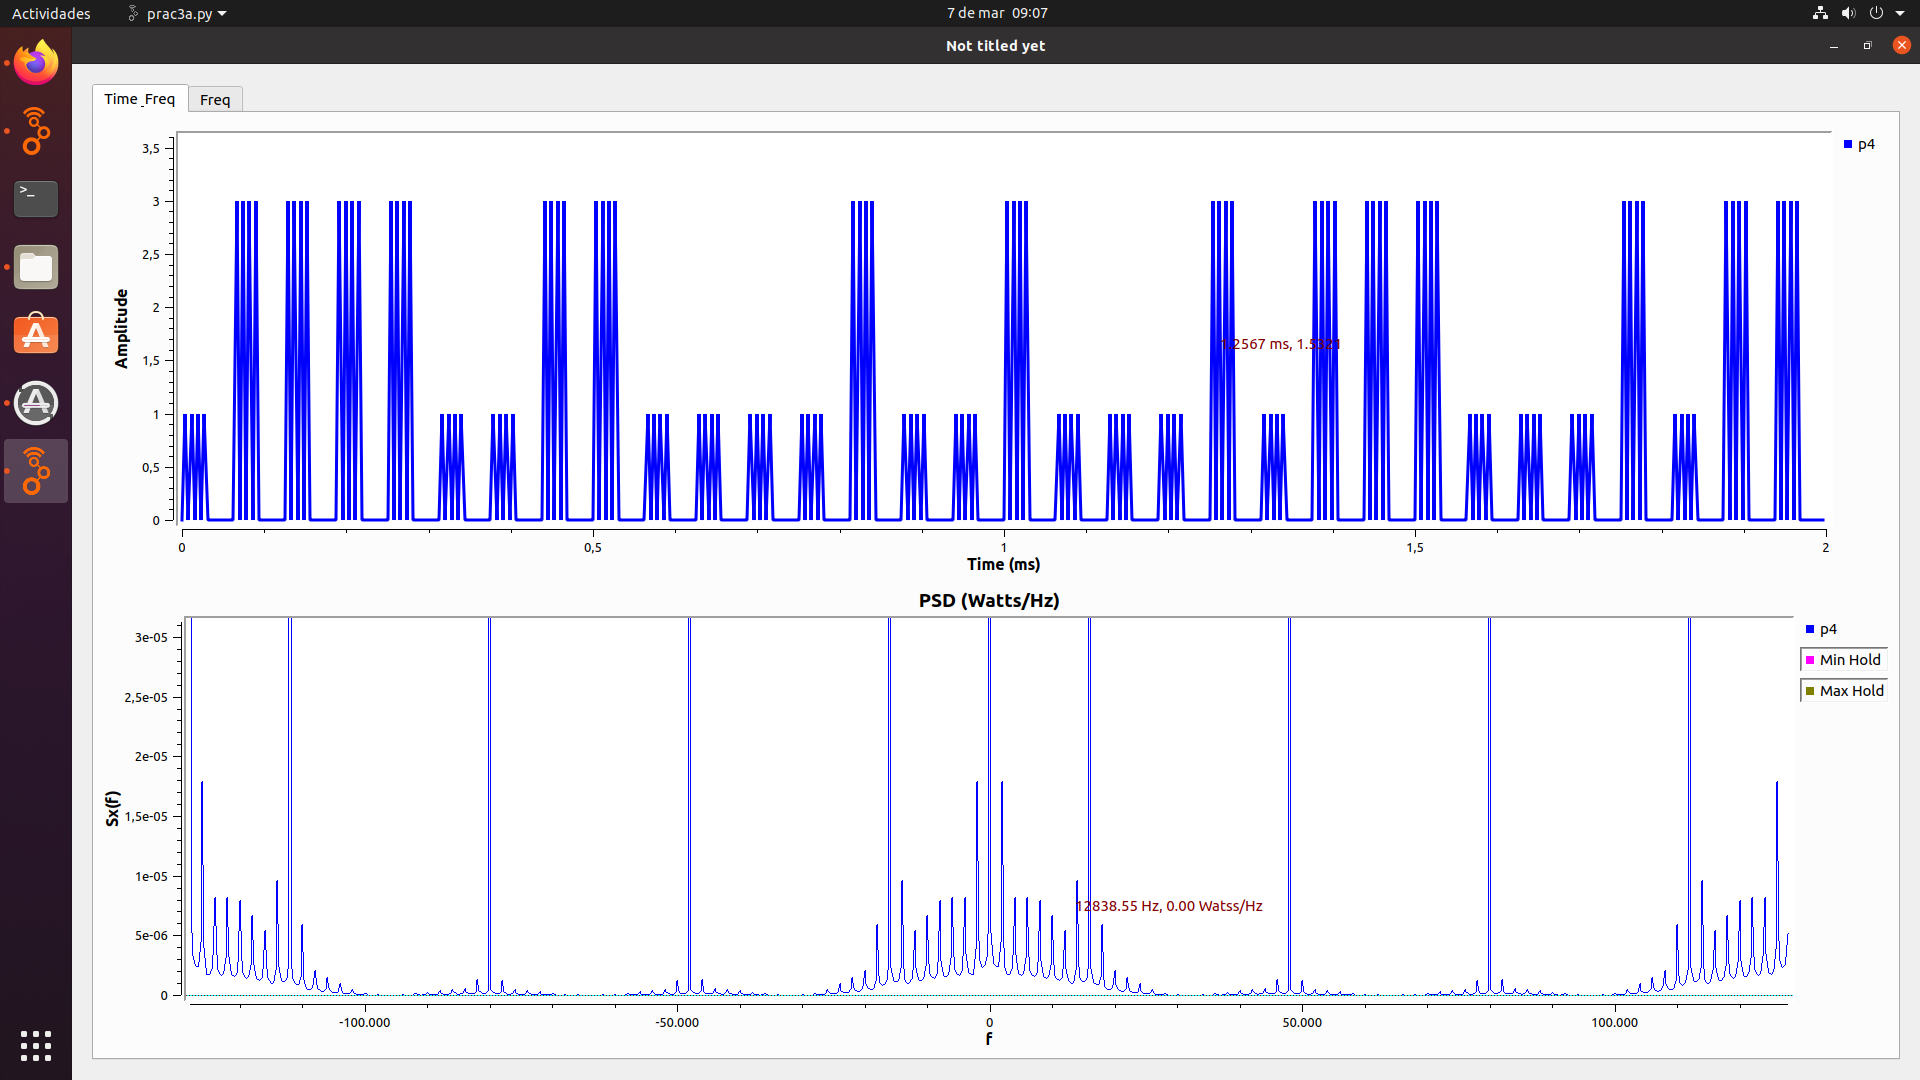 Actividades prac3a.py 7 de mar 09:07
Not titled yet
Time_Freq Freq
3,5
3
2,5
2
1,5
1
0,5
0
Amplitude
p4
1.2567 ms, 1.5321
0 0,5 1 1,5 2
Time (ms)
PSD (Watts/Hz)
3e-05
2,5e-05
2e-05
1,5e-05
1e-05
5e-06
0
Sx(f)
p4
Min Hold
Max Hold
12838.55 Hz, 0.00 Watss/Hz
-100.000 -50.000 0 50.000 100.000
f